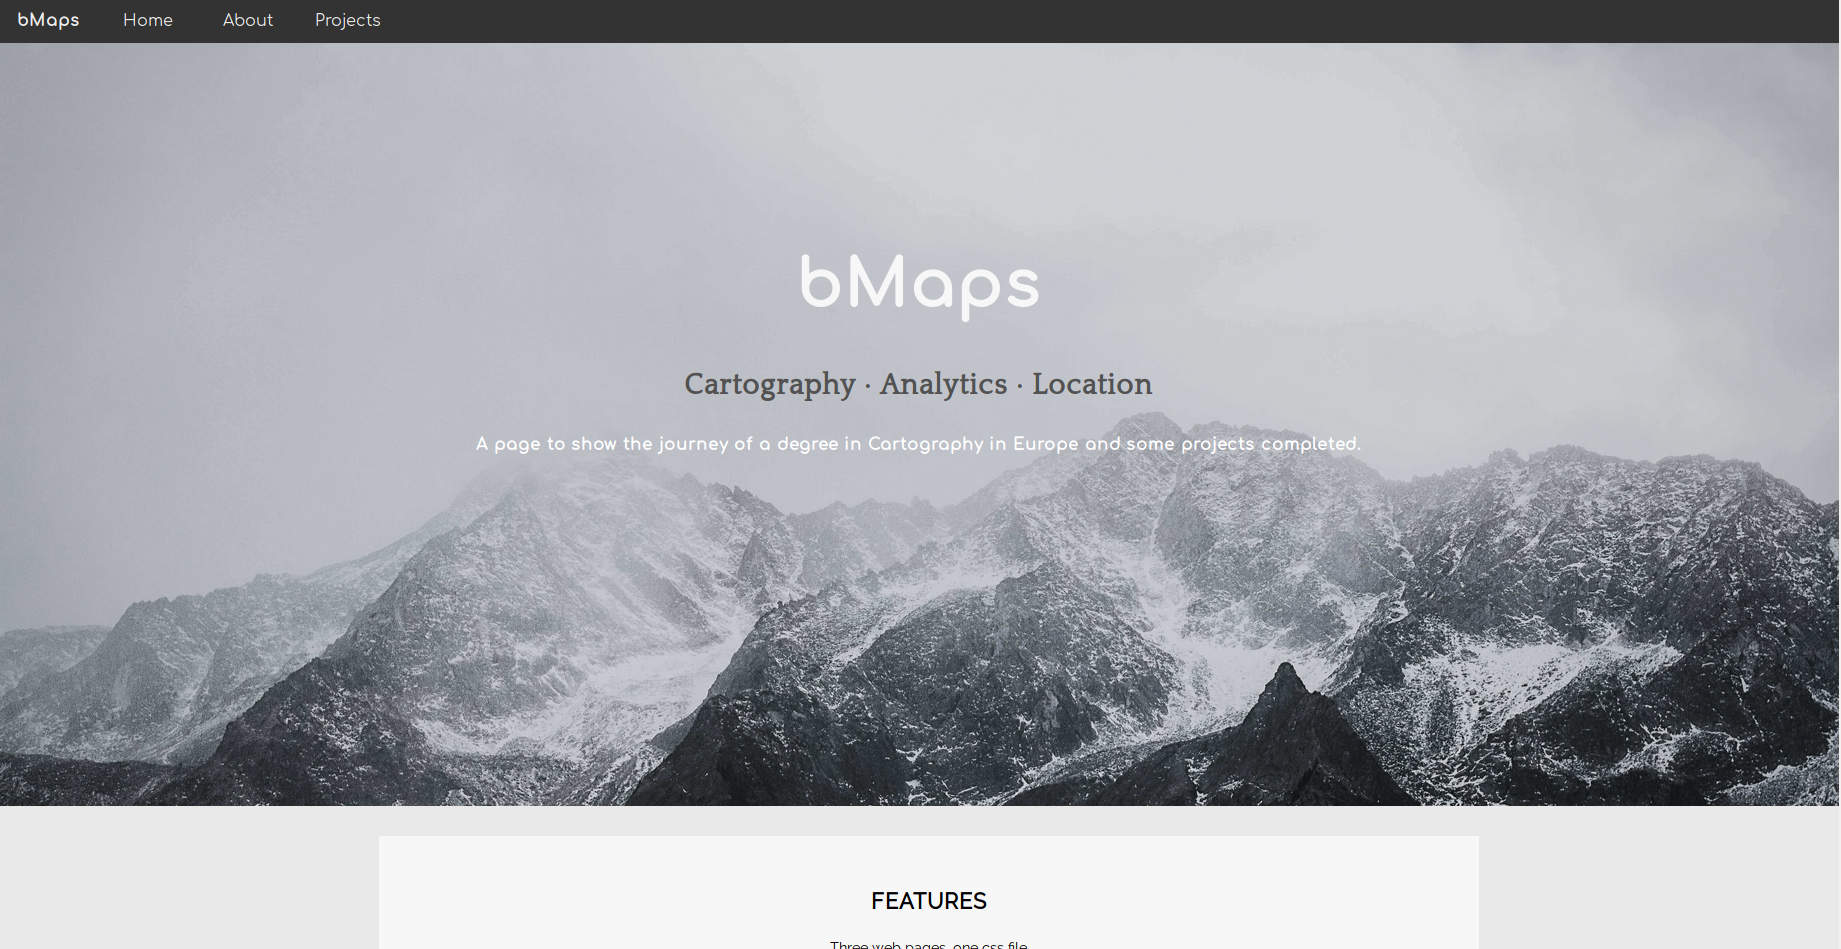 bMaps Home About Projects
bMaps
Cartography · Analytics · Location
A page to show the journey of a degree in Cartography in Europe and some projects completed.
FEATURES
Three web pages, one css file